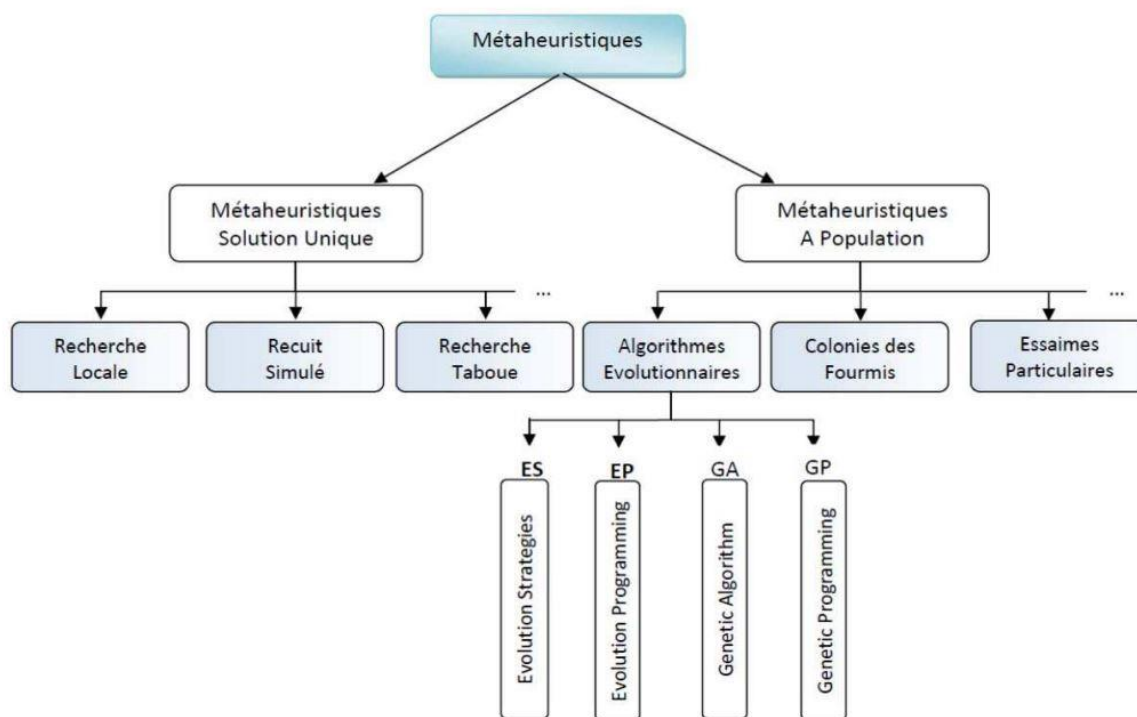 Métaheuristiques
Métaheuristiques
Solution Unique
Métaheuristiques
A Population
...
...
Recherche
Locale
Recuit
Simulé
Recherche
Taboue
Algorithmes
Evolutionnaires
Colonies des
Fourmis
Essaimes
Particulaires
ES
EP
GA
GP
Evolution Strategies
Evolution Programming
Genetic Algorithm
Genetic Programming